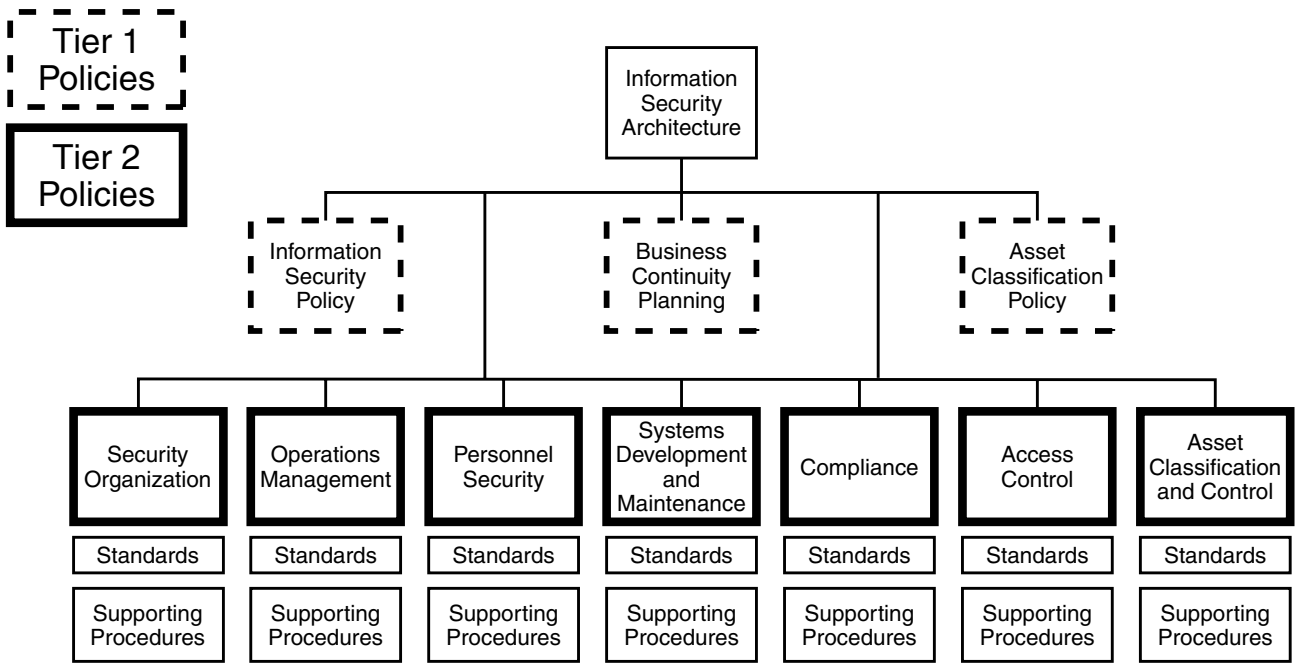 Tier 1
Policies
Tier 2
Policies
Information
Security
Architecture
Information
Security
Policy
Business
Continuity
Planning
Asset
Classification
Policy
Security
Organization
Operations
Management
Personnel
Security
Systems
Development
and
Maintenance
Compliance
Access
Control
Asset
Classification
and Control
Standards
Standards
Standards
Standards
Standards
Standards
Standards
Supporting
Procedures
Supporting
Procedures
Supporting
Procedures
Supporting
Procedures
Supporting
Procedures
Supporting
Procedures
Supporting
Procedures